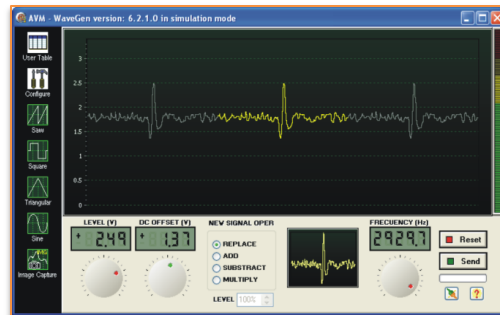 AVM - WaveGen version: 6.2.1.0 in simulation mode
User Table
Configure
Saw
Square
Triangular
Sine
Image Capture
3
2.5
2
1.5
1
0.5
0
LEVEL (V)
+ 2.49
DC OFFSET (V)
+ 1.37
NEW SIGNAL OPER
REPLACE
ADD
SUBSTRACT
MULTIPLY
LEVEL 100%
FRECUENCY (Hz)
2929.7
Reset
Send
?